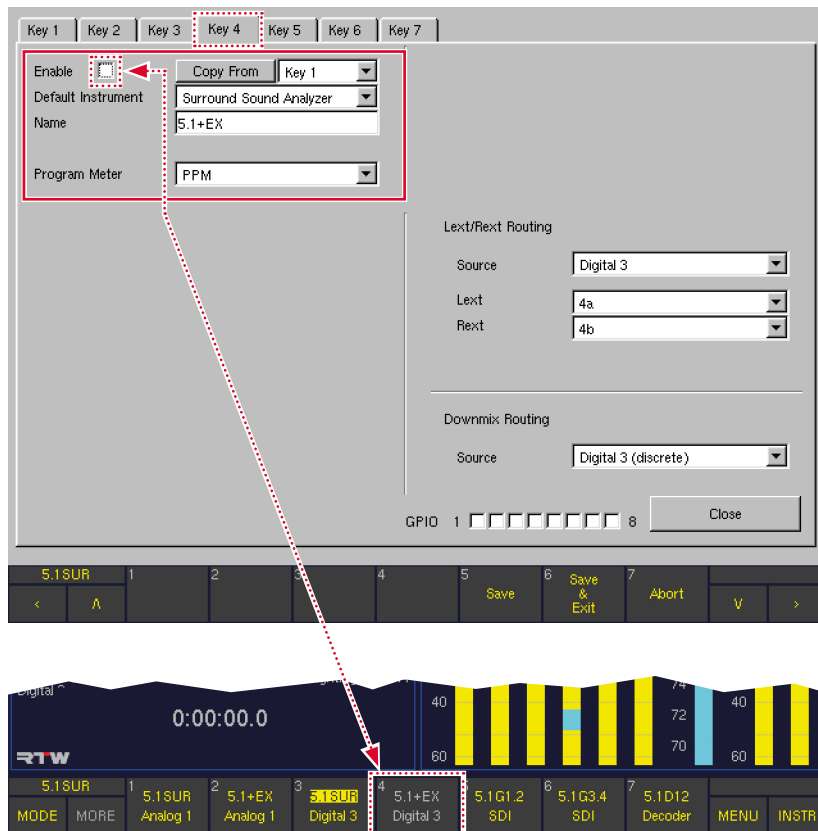 Key 1 Key 2 Key 3 Key 4 Key 5 Key 6 Key 7
Enable Copy From Key 1
Default Instrument Surround Sound Analyzer
Name 5.1+EX
Program Meter PPM
Lext/Rext Routing
Source Digital 3
Lext 4a
Rext 4b
Downmix Routing
Source Digital 3 (discrete)
GPIO 1 8 Close
5.1SUR 1 2 3 4 5 Save 6 Save & Exit 7 Abort
< Λ V >
Digital
40 74 40
0:00:00.0 72
70
RTW 60 60
5.1SUR 1 5.1SUR 2 5.1+EX 3 5.1SUR 4 5.1+EX 5.1G1.2 6 5.1G3.4 7 5.1D12
MODE MORE Analog 1 Analog 1 Digital 3 Digital 3 SDI SDI Decoder MENU INSTR